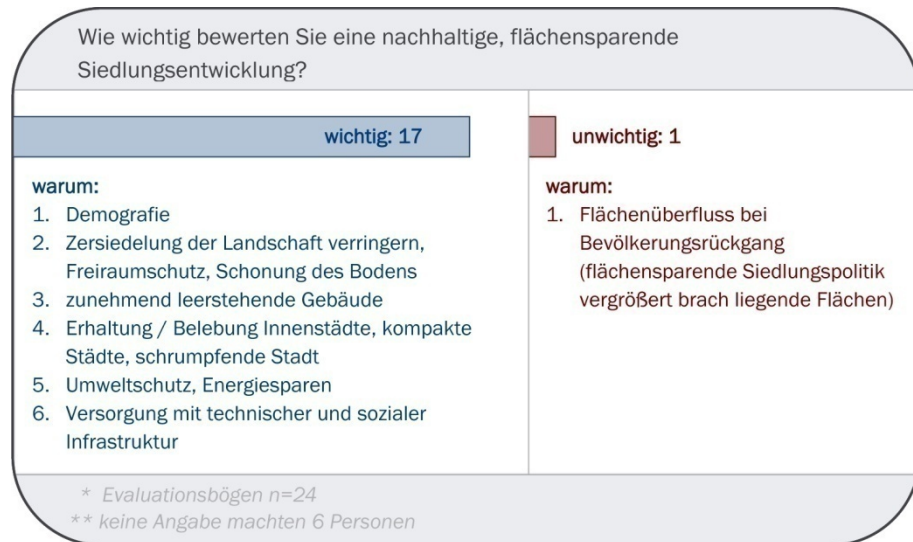 Wie wichtig bewerten Sie eine nachhaltige, flächensparende
Siedlungsentwicklung?
wichtig: 17
warum:
1. Demografie
2. Zersiedelung der Landschaft verringern,
Freiraumschutz, Schonung des Bodens
3. zunehmend leerstehende Gebäude
4. Erhaltung / Belebung Innenstädte, kompakte
Städte, schrumpfende Stadt
5. Umweltschutz, Energiesparen
6. Versorgung mit technischer und sozialer
Infrastruktur
unwichtig: 1
warum:
1. Flächenüberfluss bei
Bevölkerungsrückgang
(flächensparende Siedlungspolitik
vergrößert brach liegende Flächen)
* Evaluationsbögen n=24
** keine Angabe machten 6 Personen